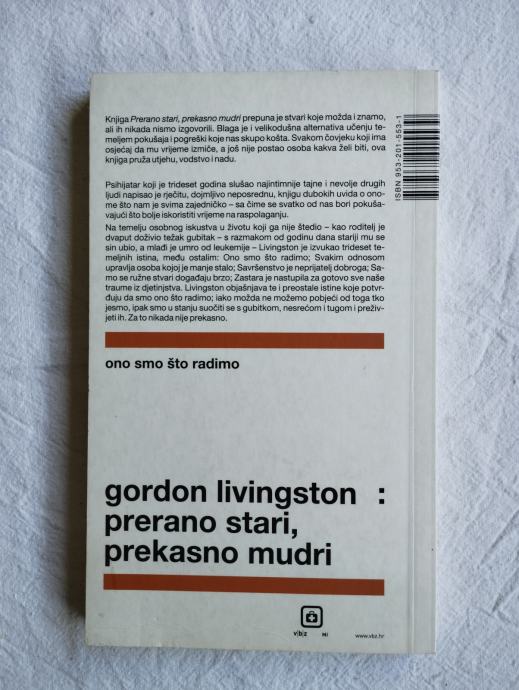 Knjiga Prerano stari, prekasno mudri prepuna je stvari koje možda i znamo,
ali ih nikada nismo izgovorili. Blaga je i velikodušna alternativa učenju te-
meljem pokušaja i pogreški koje nas skupo košta. Svakom čovjeku koji ima
osjećaj da mu vrijeme izmiče, a još nije postao osoba kakva želi biti, ova
knjiga pruža utjehu, vodstvo i nadu.
Psihijatar koji je trideset godina slušao najintimnije tajne i nevolje drugih
ljudi napisao je rječitu, dojmljivo neposrednu, knjigu dubokih uvida o ono-
me što nam je svima zajedničko – sa čime se svatko od nas bori pokuša-
vajući što bolje iskoristiti vrijeme na raspolaganju.
Na temelju osobnog iskustva u životu koji ga nije štedio – kao roditelj je
dvaput doživio težak gubitak – s razmakom od godinu dana stariji mu se
sin ubio, a mlađi je umro od leukemije – Livingston je izvukao trideset te-
meljnih istina, među ostalim: Ono smo što radimo; Svakim odnosom
upravlja osoba kojoj je manje stalo; Savršenstvo je neprijatelj dobroga; Sa-
mo se ružne stvari događaju brzo; Zastara je nastupila za gotovo sve naše
traume iz djetinjstva. Livingston objašnjava te i preostale istine koje potvr-
đuju da smo ono što radimo; iako možda ne možemo pobjeći od toga tko
jesmo, ipak smo u stanju suočiti se s gubitkom, nesrećom i tugom i preživ-
jeti ih. Za to nikada nije prekasno.
ISBN 953-201-553-1
ono smo što radimo
gordon livingston :
prerano stari,
prekasno mudri
v|b|z
HI
www.vbz.hr